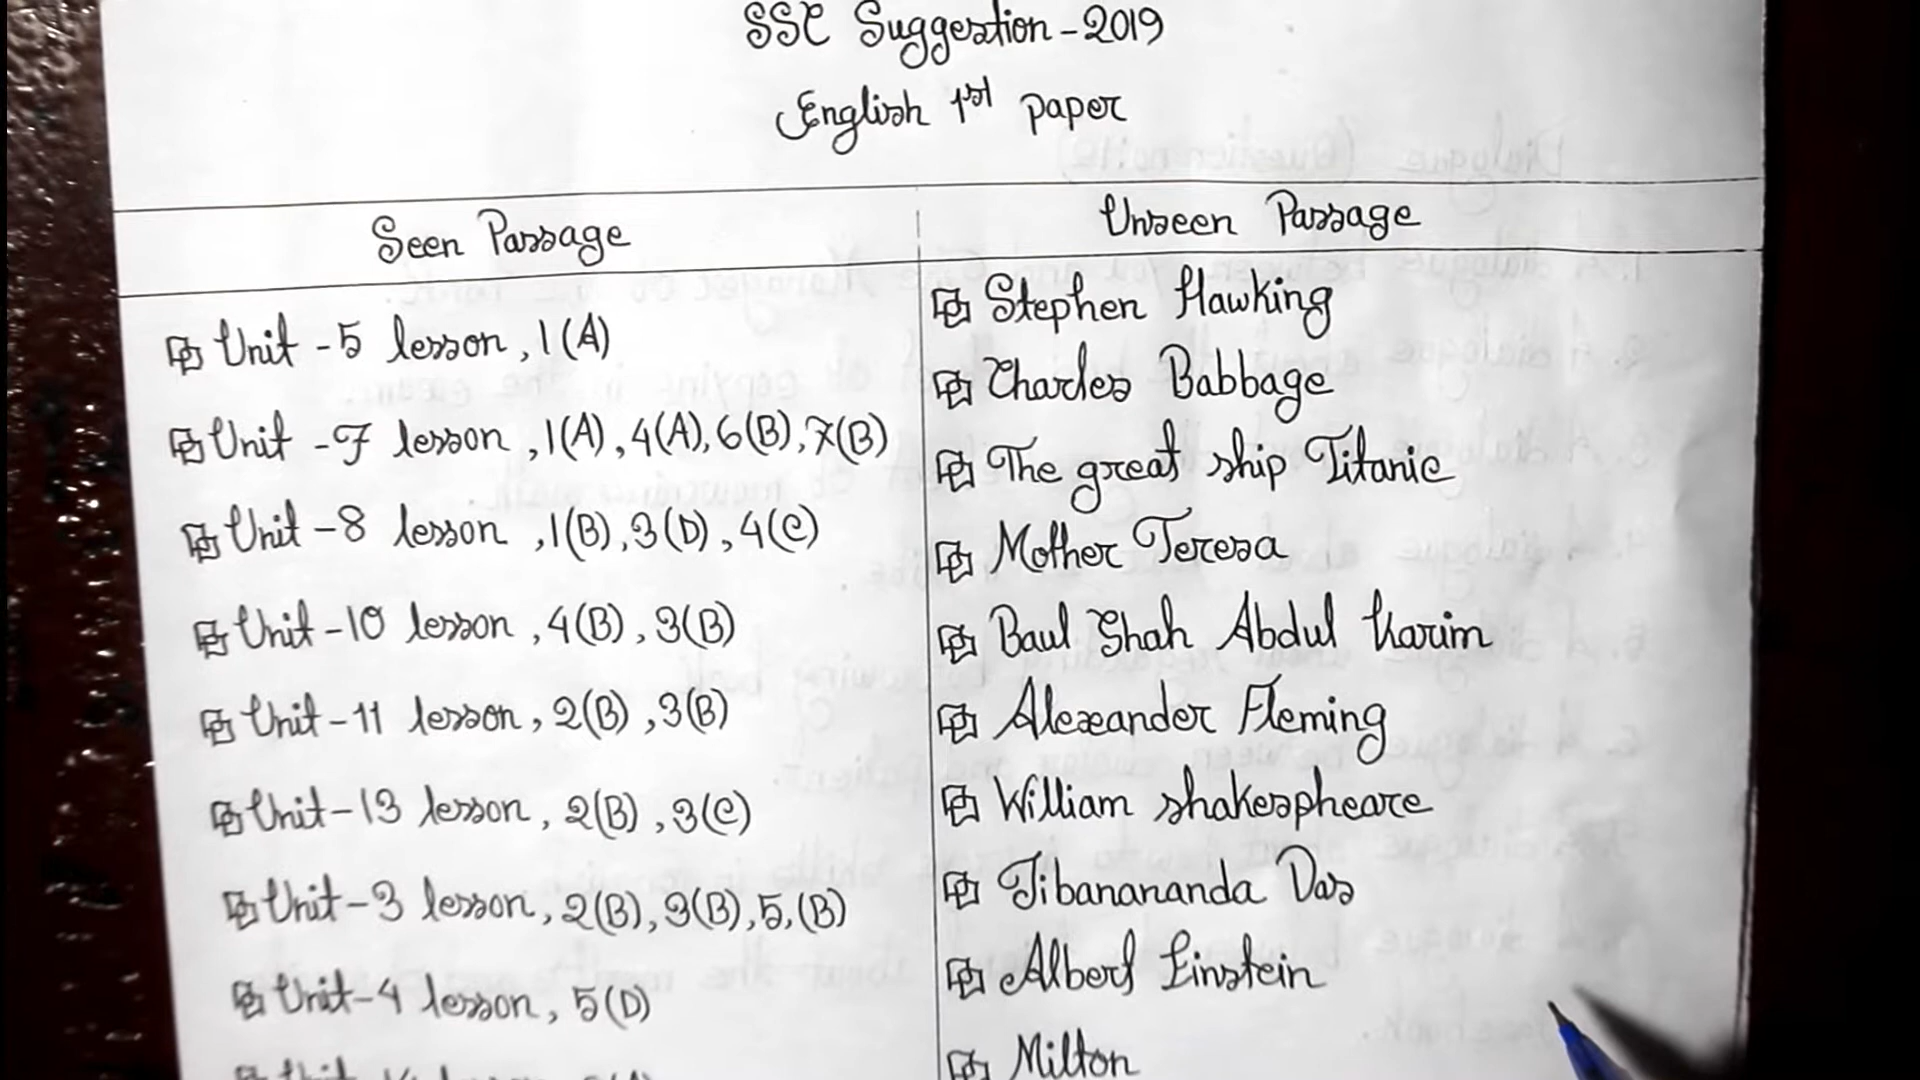 SSC Suggestion-2019
English 1st paper
Seen Passage
Unseen Passage
Unit -5 lesson, 1(A)
Unit -7 lesson, 1(A), 4(A), 6(B), 7(B)
Unit -8 lesson, 1(B), 3(D), 4(C)
Unit-10 lesson, 4(B), 3(B)
Unit-11 lesson, 2(B), 3(B)
Unit-13 lesson, 2(B), 3(C)
Unit-3 lesson, 2(B), 3(B), 5,(B)
Unit-4 lesson, 5(D)
Stephen Hawking
Charles Babbage
The great ship Titanic
Mother Teresa
Baul Shah Abdul Karim
Alexander Fleming
William shakespheare
Jibanananda Das
Albert Einstein
Milton